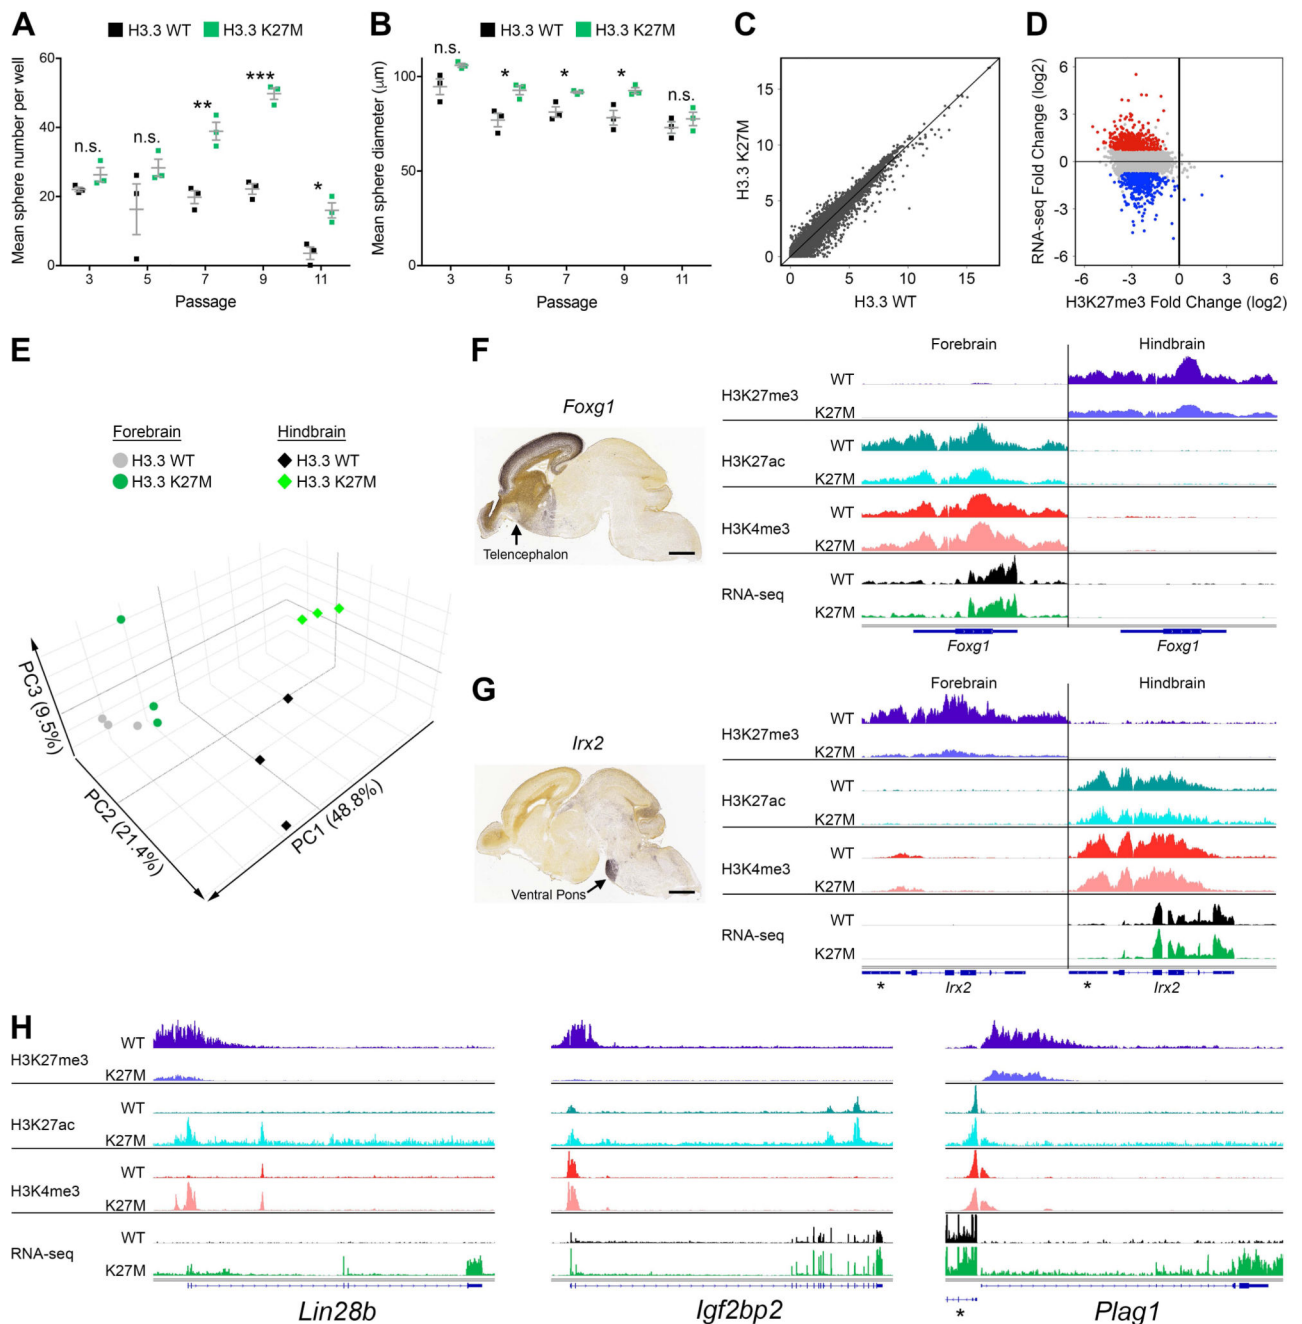 A
H3.3 WT H3.3 K27M
Mean sphere number per well
60
40
20
0
n.s. n.s. ** *** *
3 5 7 9 11
Passage
B
H3.3 WT H3.3 K27M
Mean sphere diameter (µm)
100
50
0
n.s. * * * n.s.
3 5 7 9 11
Passage
C
H3.3 K27M
15
10
5
0
0 5 10 15
H3.3 WT
D
RNA-seq Fold Change (log2)
6
3
0
-3
-6
-6 -3 0 3 6
H3K27me3 Fold Change (log2)
E
Forebrain Hindbrain
H3.3 WT H3.3 WT
H3.3 K27M H3.3 K27M
PC3 (9.5%)
PC2 (21.4%)
PC1 (48.8%)
F
Foxg1
Telencephalon
Forebrain Hindbrain
H3K27me3 WT
K27M
H3K27ac WT
K27M
H3K4me3 WT
K27M
RNA-seq WT
K27M
Foxg1 Foxg1
G
Irx2
Ventral Pons
Forebrain Hindbrain
H3K27me3 WT
K27M
H3K27ac WT
K27M
H3K4me3 WT
K27M
RNA-seq WT
K27M
* Irx2 * Irx2
H
H3K27me3 WT
K27M
H3K27ac WT
K27M
H3K4me3 WT
K27M
RNA-seq WT
K27M
Lin28b Igf2bp2 * Plag1